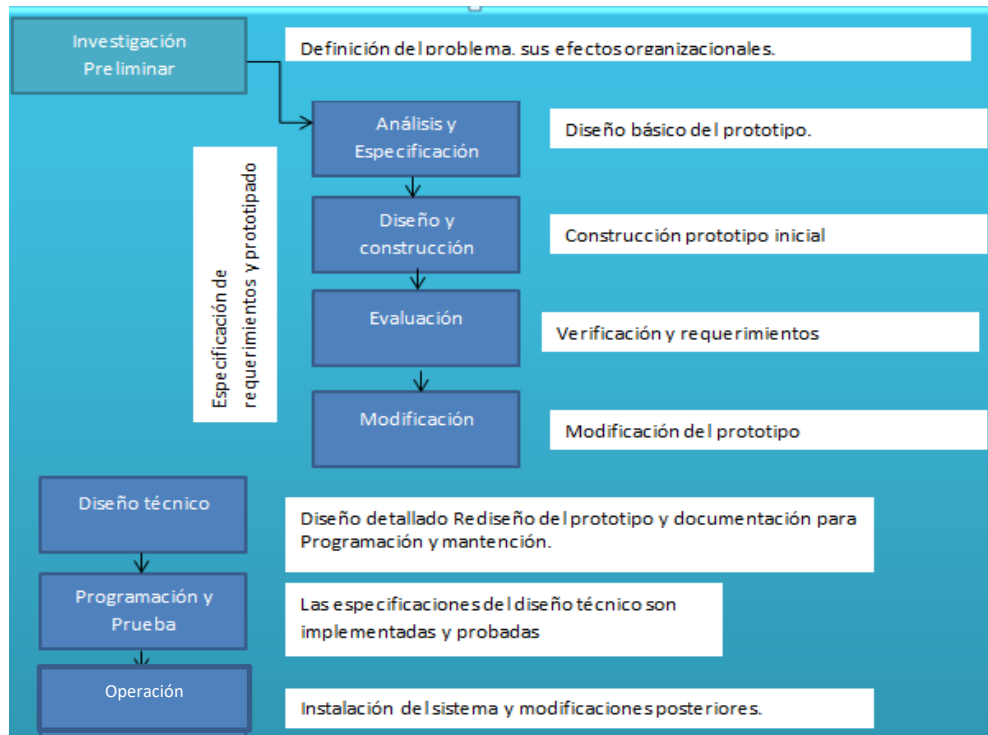 Investigación
Preliminar
Definición del problema, sus efectos organizacionales.
Análisis y
Especificación
Diseño básico del prototipo.
Especificación de
requerimientos y prototipado
Diseño y
construcción
Construcción prototipo inicial
Evaluación
Verificación y requerimientos
Modificación
Modificación del prototipo
Diseño técnico
Diseño detallado Rediseño del prototipo y documentación para
Programación y mantención.
Programación y
Prueba
Las especificaciones del diseño técnico son
implementadas y probadas
Operación
Instalación del sistema y modificaciones posteriores.